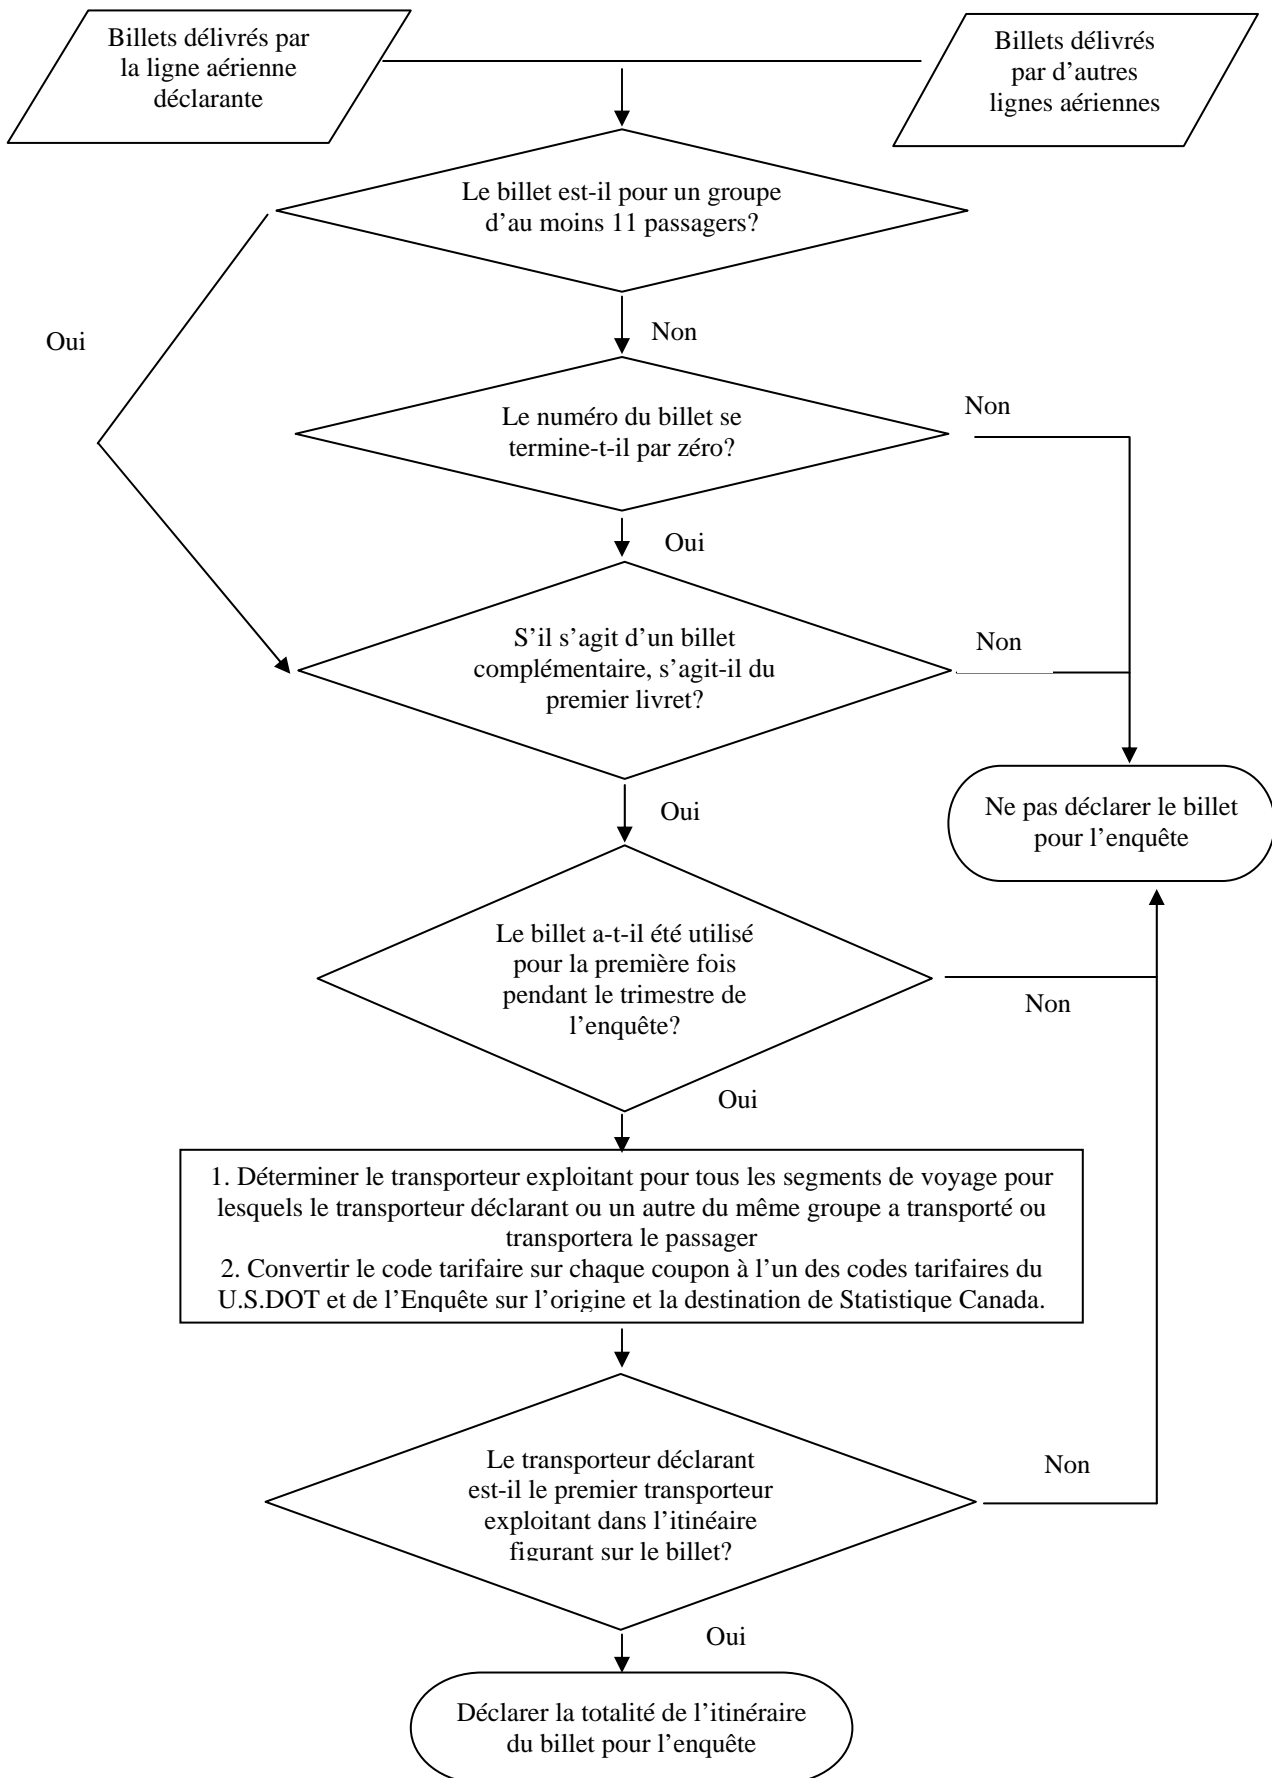 Billets délivrés par
la ligne aérienne
déclarante
Billets délivrés
par d'autres
lignes aériennes
Le billet est-il pour un groupe
d'au moins 11 passagers?
Oui
Non
Le numéro du billet se
termine-t-il par zéro?
Non
Oui
S'il s'agit d'un billet
complémentaire, s'agit-il du
premier livret?
Non
Oui
Ne pas déclarer le billet
pour l'enquête
Le billet a-t-il été utilisé
pour la première fois
pendant le trimestre de
l'enquête?
Non
Oui
1. Déterminer le transporteur exploitant pour tous les segments de voyage pour
lesquels le transporteur déclarant ou un autre du même groupe a transporté ou
transportera le passager
2. Convertir le code tarifaire sur chaque coupon à l'un des codes tarifaires du
U.S.DOT et de l'Enquête sur l'origine et la destination de Statistique Canada.
Le transporteur déclarant
est-il le premier transporteur
exploitant dans l'itinéaire
figurant sur le billet?
Non
Oui
Déclarer la totalité de l'itinéraire
du billet pour l'enquête